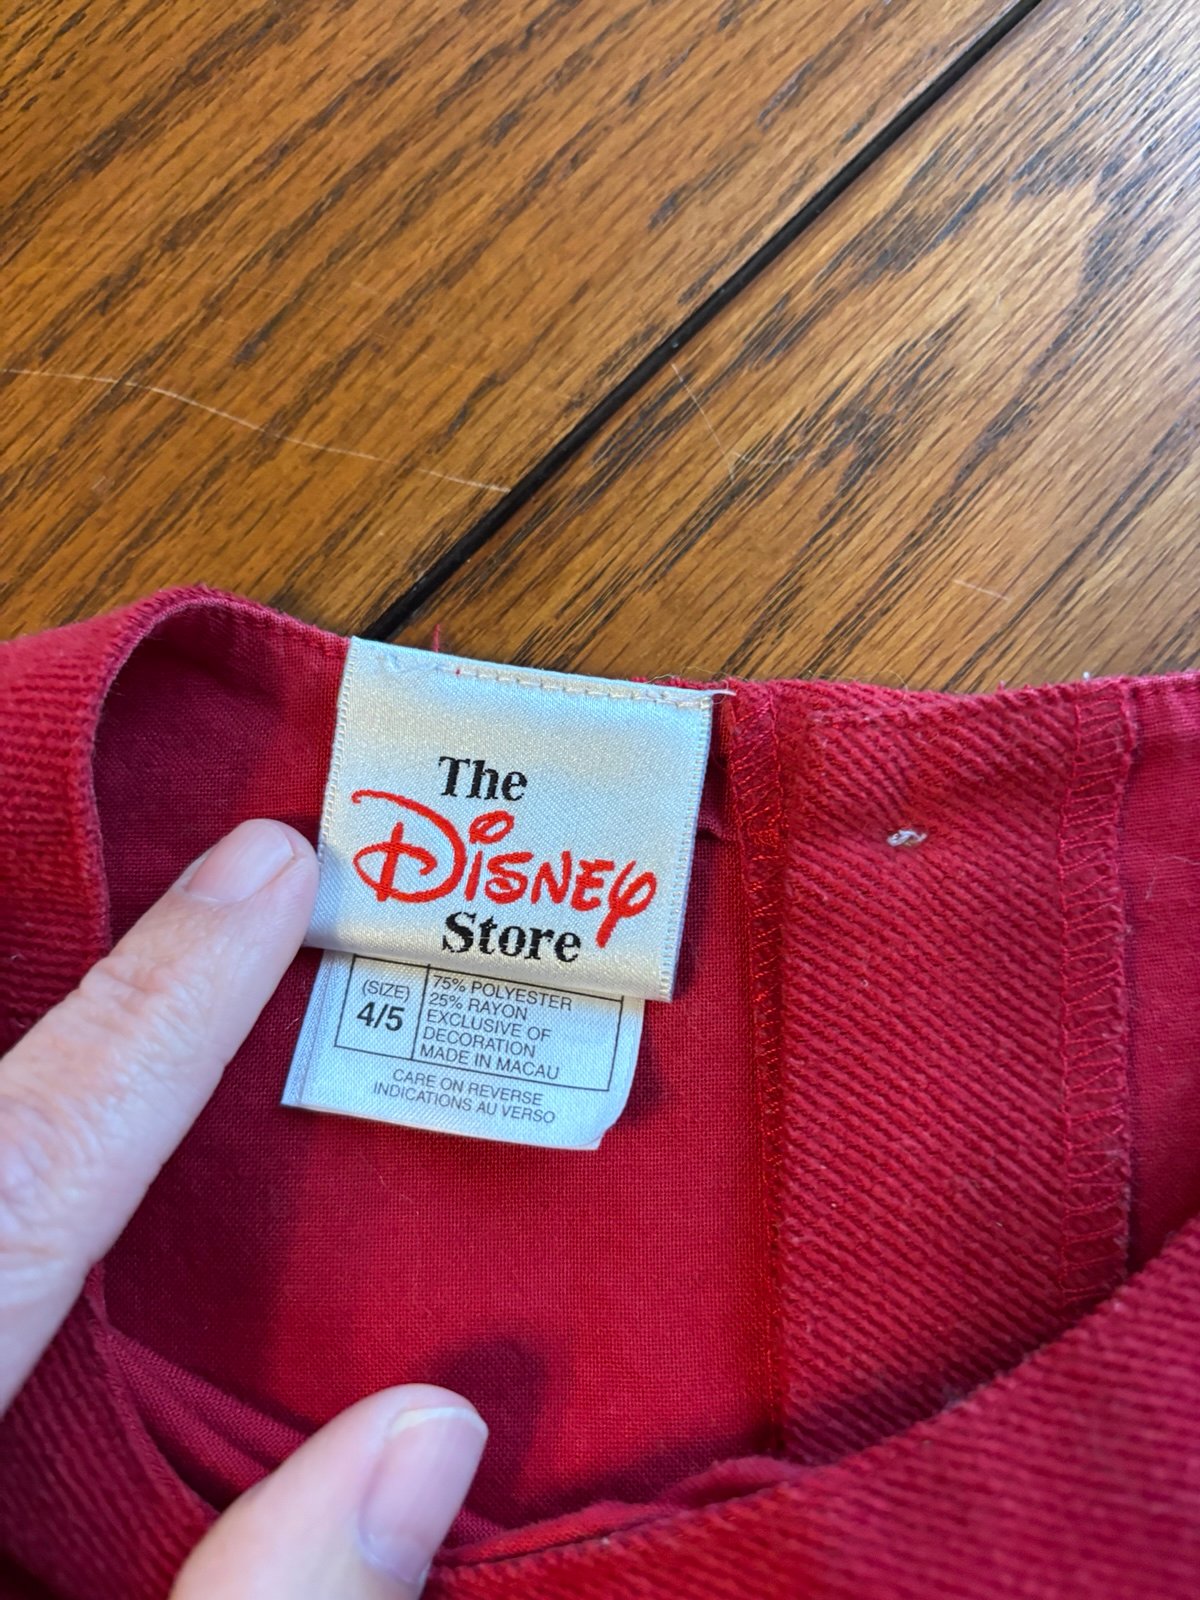 The
Disney
Store
(SIZE)
4/5
75% POLYESTER
25% RAYON
EXCLUSIVE OF
DECORATION
MADE IN MACAU
CARE ON REVERSE
INDICATIONS AU VERSO